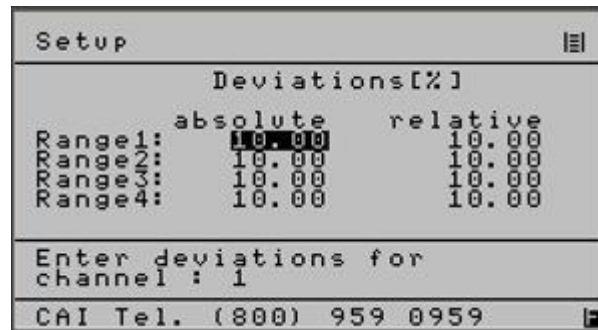 Setup
Deviations[%]
absolute relative
Range1: 10.00 10.00
Range2: 10.00 10.00
Range3: 10.00 10.00
Range4: 10.00 10.00
Enter deviations for
channel : 1
CAI Tel. (800) 959 0959